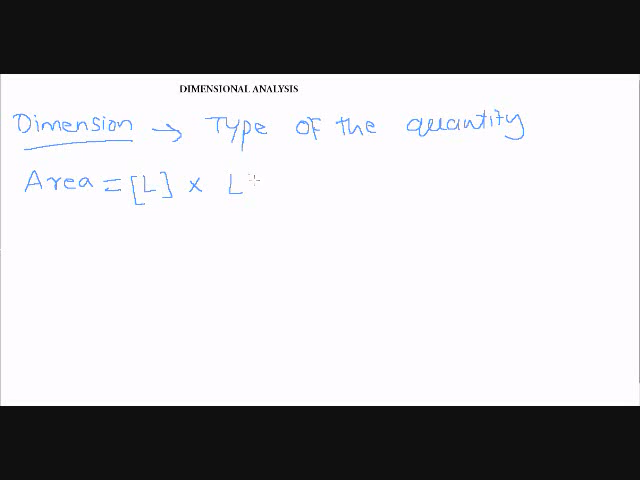 DIMENSIONAL ANALYSIS
Dimension → Type of the quantity
Area = [L] × L